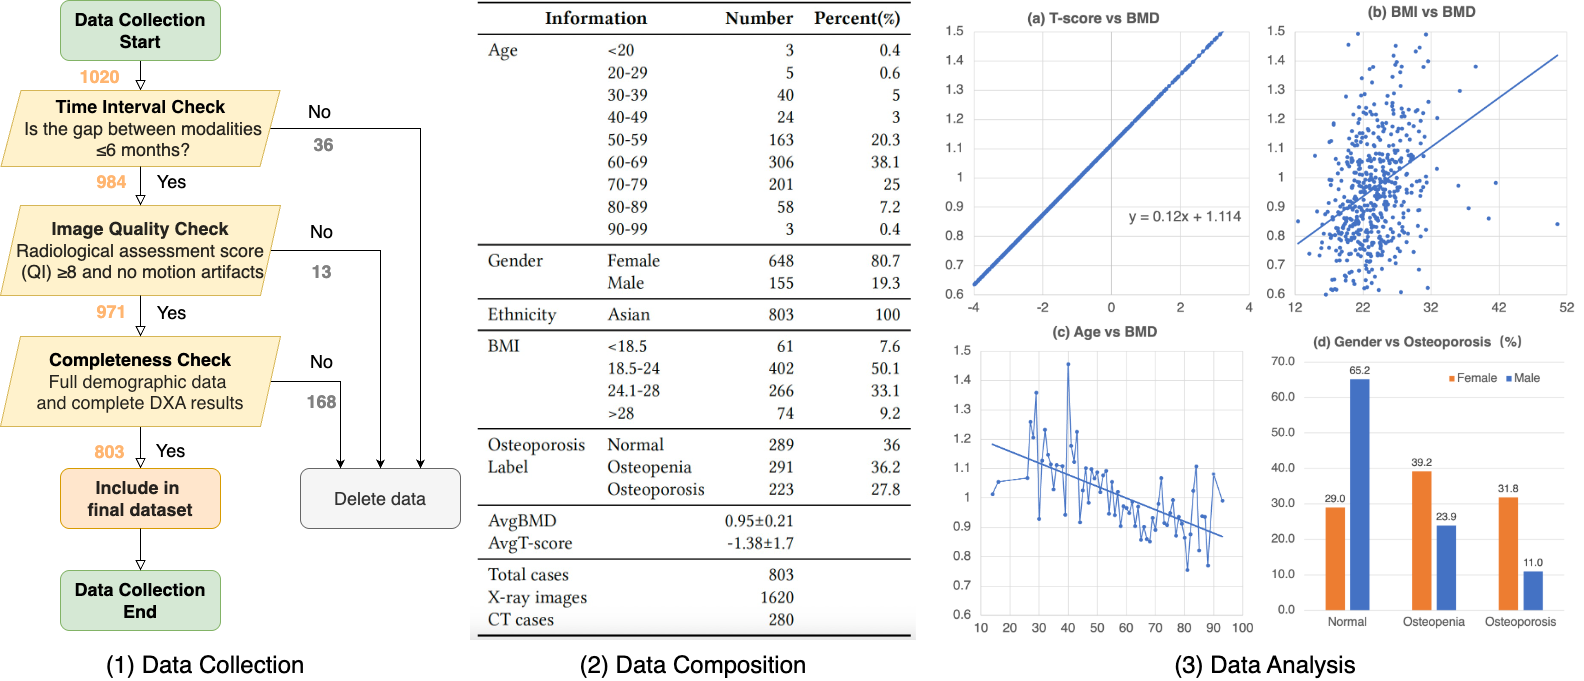 Data Collection
Start
1020
Time Interval Check
Is the gap between modalities
≤6 months?
No
36
984
Yes
Image Quality Check
Radiological assessment score
(QI) ≥8 and no motion artifacts
No
13
971
Yes
Completeness Check
Full demographic data
and complete DXA results
No
168
803
Yes
Include in
final dataset
Delete data
Data Collection
End
(1) Data Collection
Information Number Percent(%)
Age <20 3 0.4
20-29 5 0.6
30-39 40 5
40-49 24 3
50-59 163 20.3
60-69 306 38.1
70-79 201 25
80-89 58 7.2
90-99 3 0.4
Gender Female 648 80.7
Male 155 19.3
Ethnicity Asian 803 100
BMI <18.5 61 7.6
18.5-24 402 50.1
24.1-28 266 33.1
>28 74 9.2
Osteoporosis Normal 289 36
Label Osteopenia 291 36.2
Osteoporosis 223 27.8
AvgBMD 0.95±0.21
AvgT-score -1.38±1.7
Total cases 803
X-ray images 1620
CT cases 280
(2) Data Composition
(a) T-score vs BMD
1.5
1.4
1.3
1.2
1.1
1
0.9
0.8
0.7
0.6
y = 0.12x + 1.114
-4 -2 0 2 4
(b) BMI vs BMD
1.5
1.4
1.3
1.2
1.1
1
0.9
0.8
0.7
0.6
12 22 32 42 52
(c) Age vs BMD
1.5
1.4
1.3
1.2
1.1
1
0.9
0.8
0.7
0.6
10 20 30 40 50 60 70 80 90 100
(d) Gender vs Osteoporosis (%)
70.0
60.0
50.0
40.0
30.0
20.0
10.0
0.0
Female Male
29.0 65.2
39.2 23.9
31.8 11.0
Normal Osteopenia Osteoporosis
(3) Data Analysis